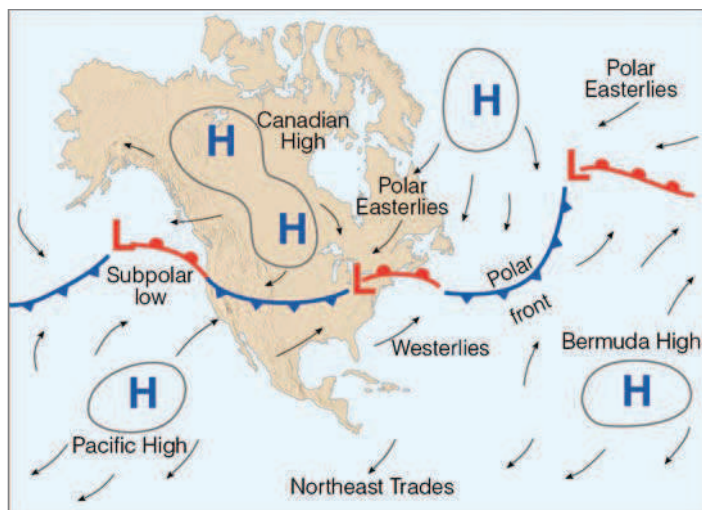 H
Polar
Easterlies
H
Canadian
High
L
Polar
Easterlies
H
L
Subpolar
low
L
Polar
front
Westerlies
Bermuda High
H
H
Pacific High
Northeast Trades